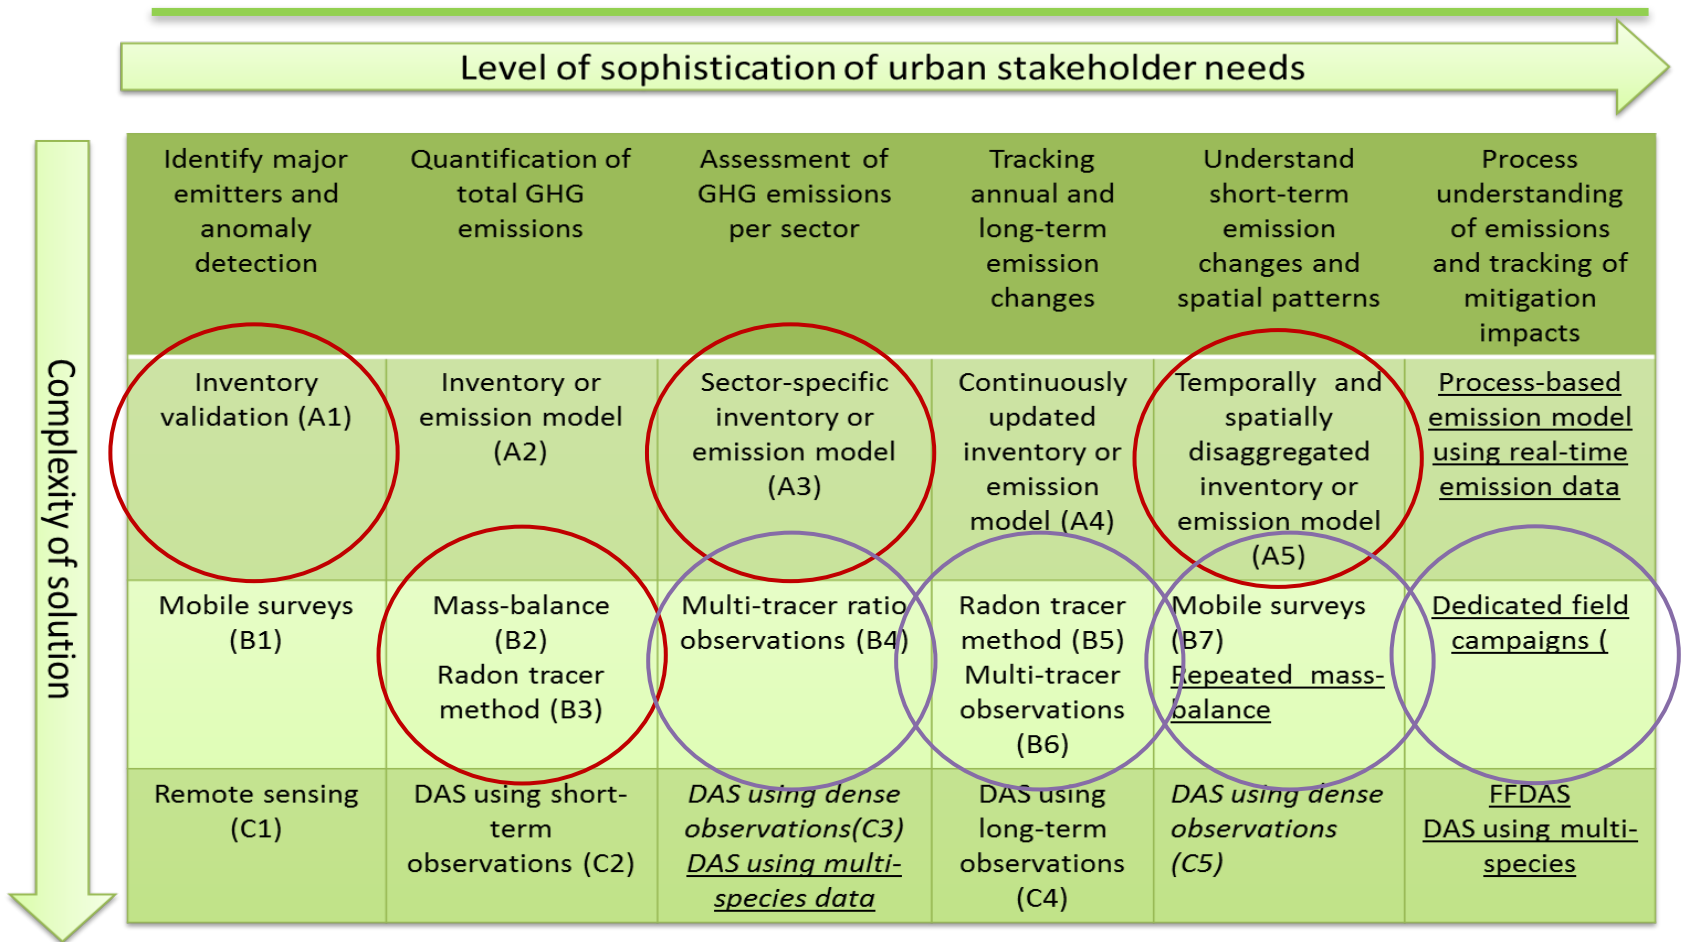 Level of sophistication of urban stakeholder needs
Complexity of solution
Identify major
emitters and
anomaly
detection
Quantification of
total GHG
emissions
Assessment of
GHG emissions
per sector
Tracking
annual and
long-term
emission
changes
Understand
short-term
emission
changes and
spatial patterns
Process
understanding
of emissions
and tracking of
mitigation
impacts
Inventory
validation (A1)
Inventory or
emission model
(A2)
Sector-specific
inventory or
emission model
(A3)
Continuously
updated
inventory or
emission
model (A4)
Temporally and
spatially
disaggregated
inventory or
emission model
(A5)
Process-based
emission model
using real-time
emission data
Mobile surveys
(B1)
Mass-balance
(B2)
Radon tracer
method (B3)
Multi-tracer ratio
observations (B4)
Radon tracer
method (B5)
Multi-tracer
observations
(B6)
Mobile surveys
(B7)
Repeated mass-
balance
Dedicated field
campaigns (
Remote sensing
(C1)
DAS using short-
term
observations (C2)
DAS using dense
observations(C3)
DAS using multi-
species data
DAS using
long-term
observations
(C4)
DAS using dense
observations
(C5)
FFDAS
DAS using multi-
species